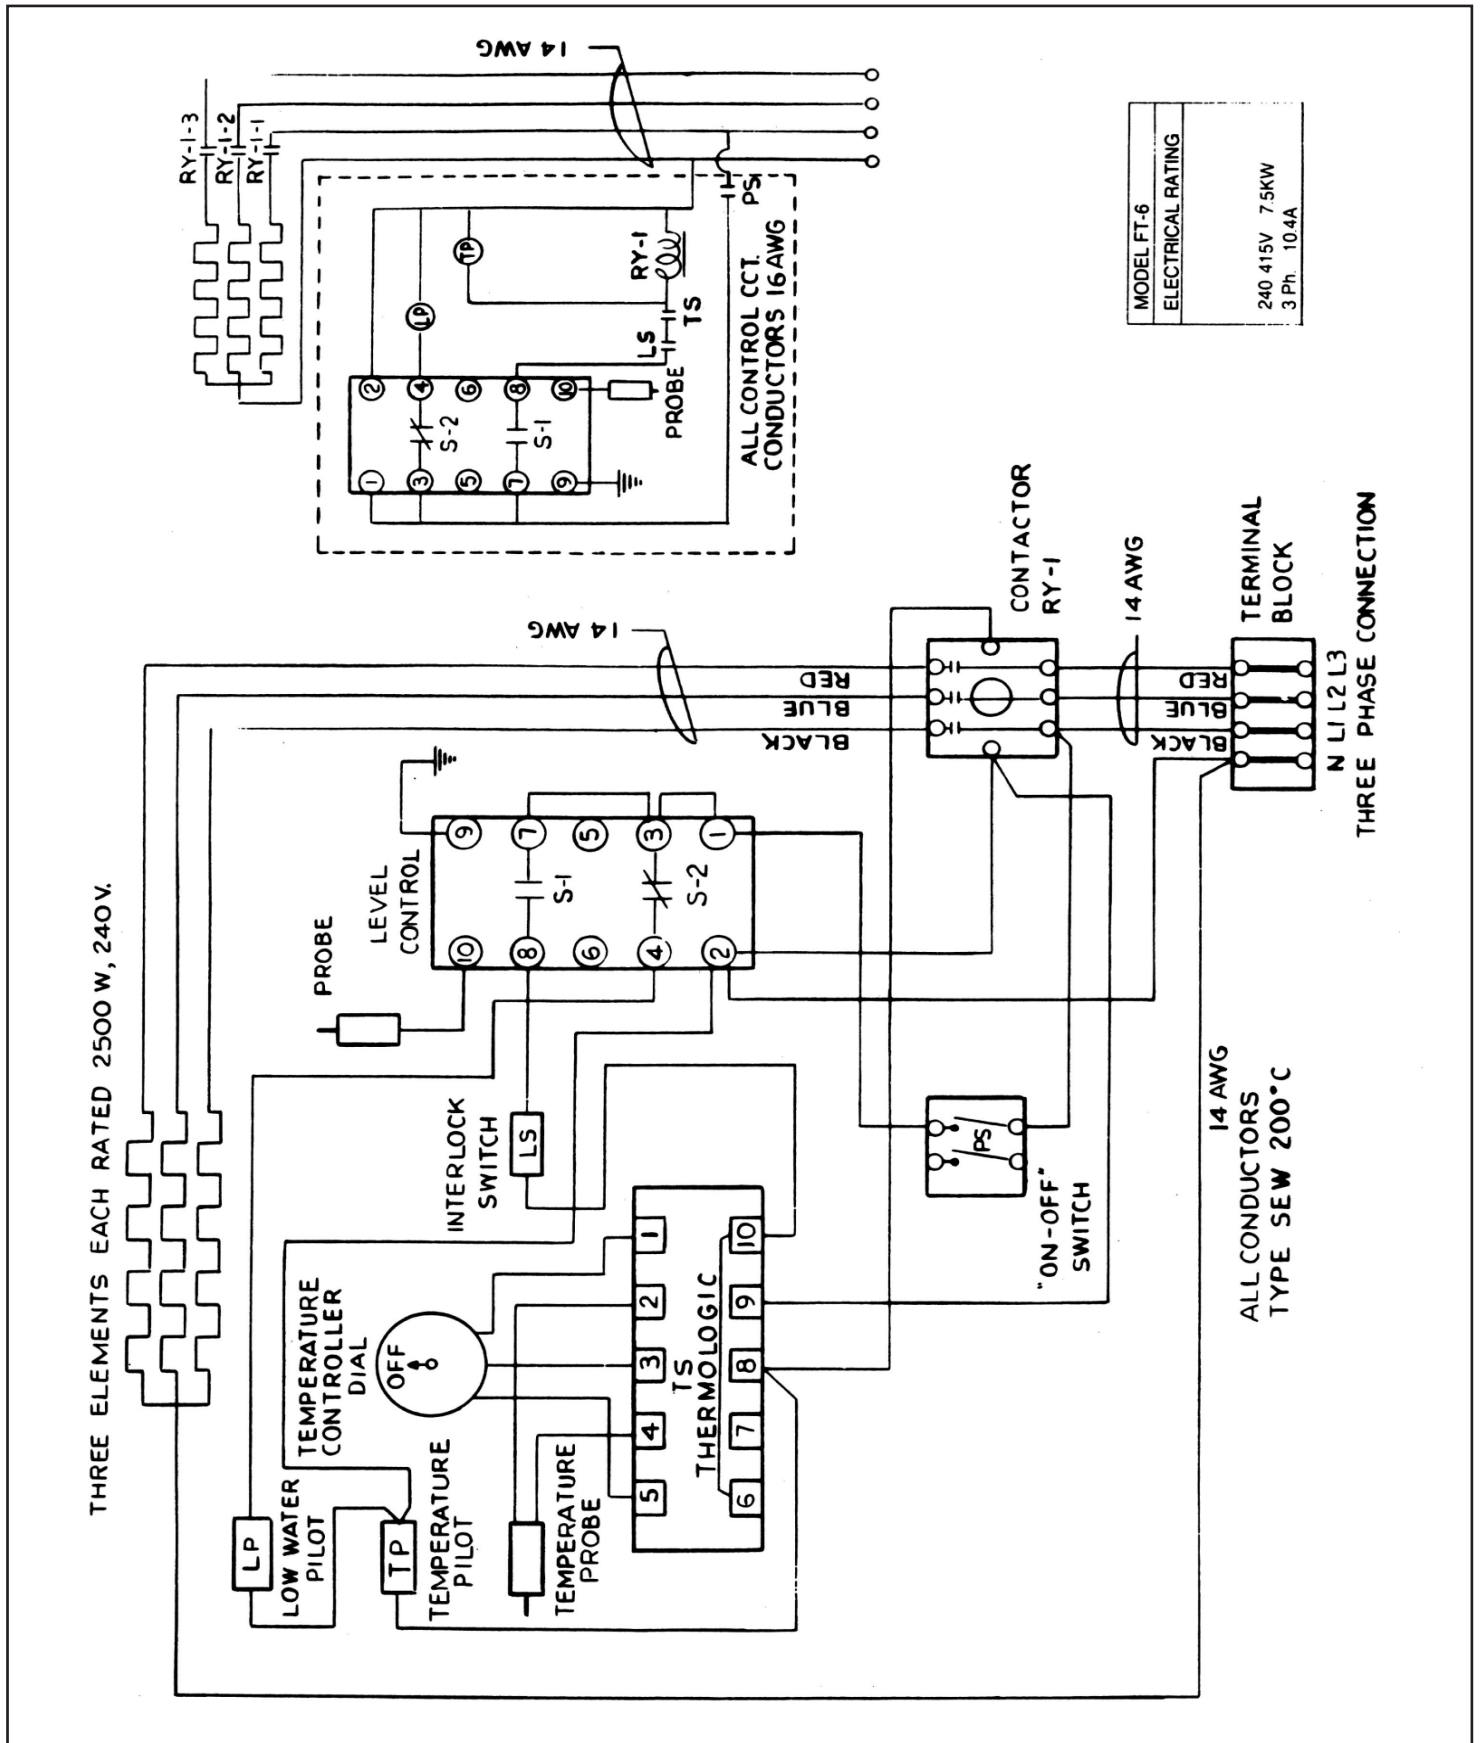 14 AWG
RY-1-3
RY-1-2
RY-1-1
2
4
6
8
10
LP
TP
RY-1
LS
TS
PS
S-2
S-1
1
3
5
7
9
PROBE
ALL CONTROL CCT.
CONDUCTORS 16AWG
MODEL FT-6
ELECTRICAL RATING
240 415V 7.5KW
3 Ph. 10.4A
THREE ELEMENTS EACH RATED 2500 W, 240V.
14 AWG
RED
BLUE
BLACK
CONTACTOR
RY-1
14 AWG
RED
BLUE
BLACK
TERMINAL
BLOCK
N L1 L2 L3
THREE PHASE CONNECTION
PROBE
LEVEL
CONTROL
9
7
5
3
1
S-1
S-2
10
8
6
4
2
INTERLOCK
SWITCH
LS
TEMPERATURE
CONTROLLER
DIAL
OFF
1
2
3
4
5
TS
THERMOLOGIC
10
9
8
7
6
PS
"ON-OFF"
SWITCH
14 AWG
ALL CONDUCTORS
TYPE SEW 200°C
LP
LOW WATER
PILOT
TP
TEMPERATURE
PILOT
TEMPERATURE
PROBE